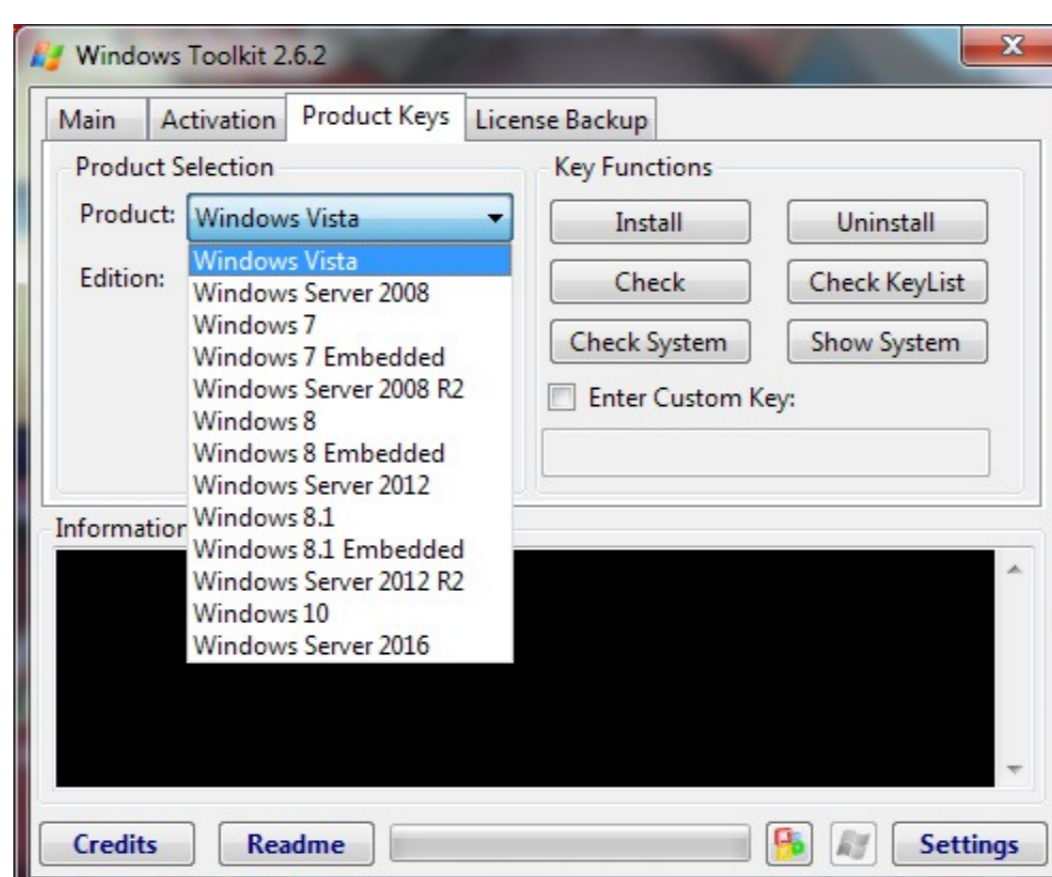 Windows Toolkit 2.6.2
Main Activation Product Keys License Backup
Product Selection
Product: Windows Vista
Edition:
Windows Vista
Windows Server 2008
Windows 7
Windows 7 Embedded
Windows Server 2008 R2
Windows 8
Windows 8 Embedded
Windows Server 2012
Windows 8.1
Windows 8.1 Embedded
Windows Server 2012 R2
Windows 10
Windows Server 2016
Key Functions
Install Uninstall
Check Check KeyList
Check System Show System
Enter Custom Key:
Information
Credits Readme Settings